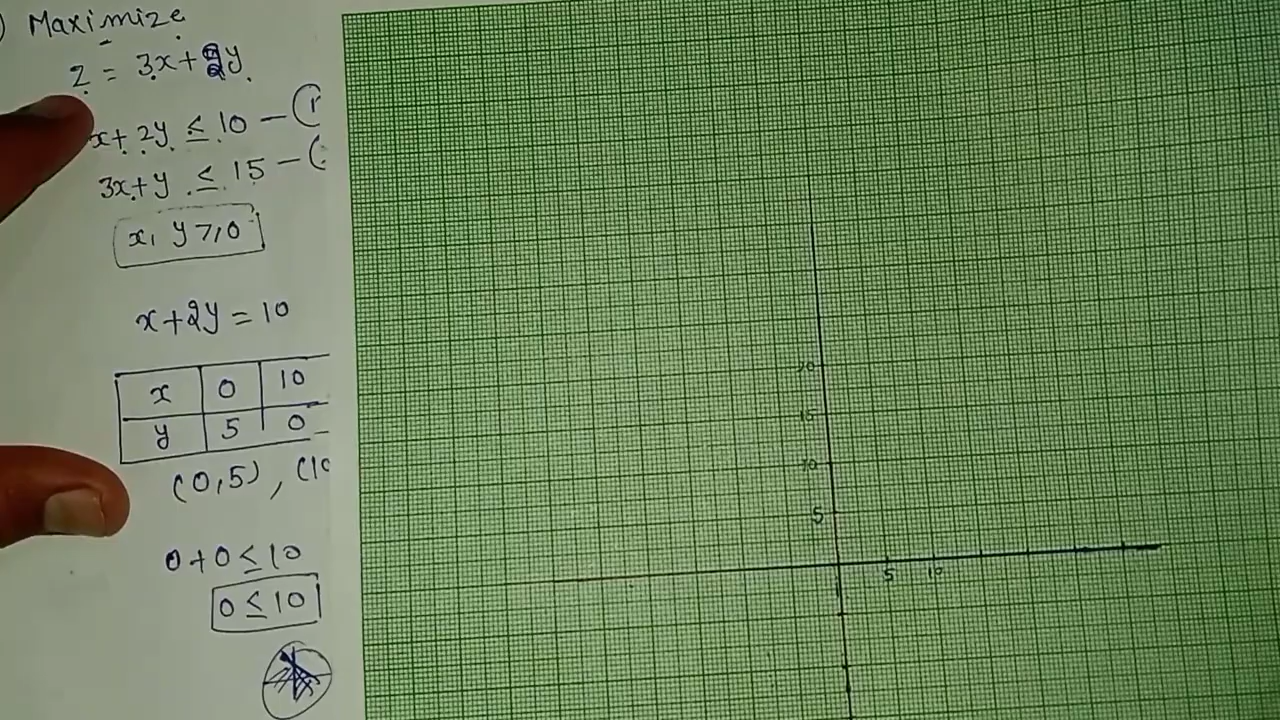 ) Maximize
Z = 3x+2y
x+ 2y ≤ 10 – (1
3x+y ≤ 15 – (
x, y ≥ 0
x+2y = 10
x 0 10
y 5 0
(0,5) , (10
0+0 ≤ 10
0 ≤ 10
20
15
10
5
5 10